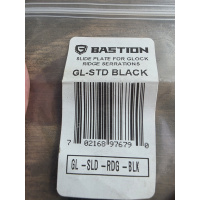 BASTION
SLIDE PLATE FOR GLOCK
RIDGE SERRATIONS
GL-STD BLACK
7 02168 97679 0
GL-SLD-RDG-BLK